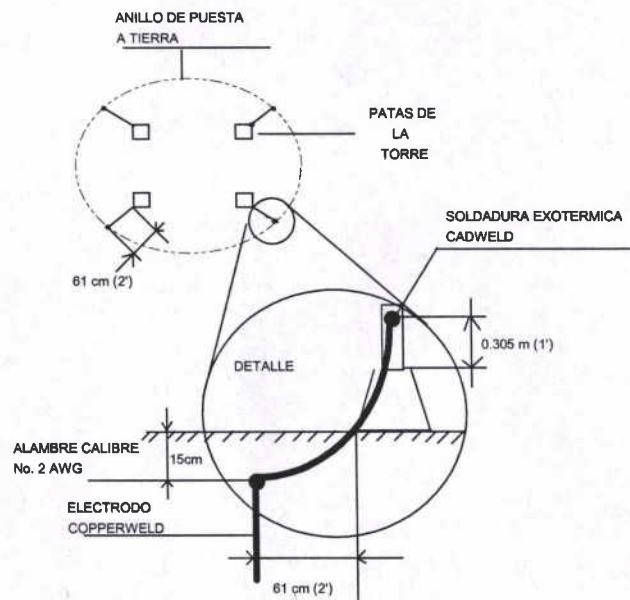 ANILLO DE PUESTA
A TIERRA
PATAS DE
LA
TORRE
SOLDADURA EXOTERMICA
CADWELD
61 cm (2')
0.305 m (1')
DETALLE
ALAMBRE CALIBRE
No. 2 AWG
15cm
ELECTRODO
COPPERWELD
61 cm (2')